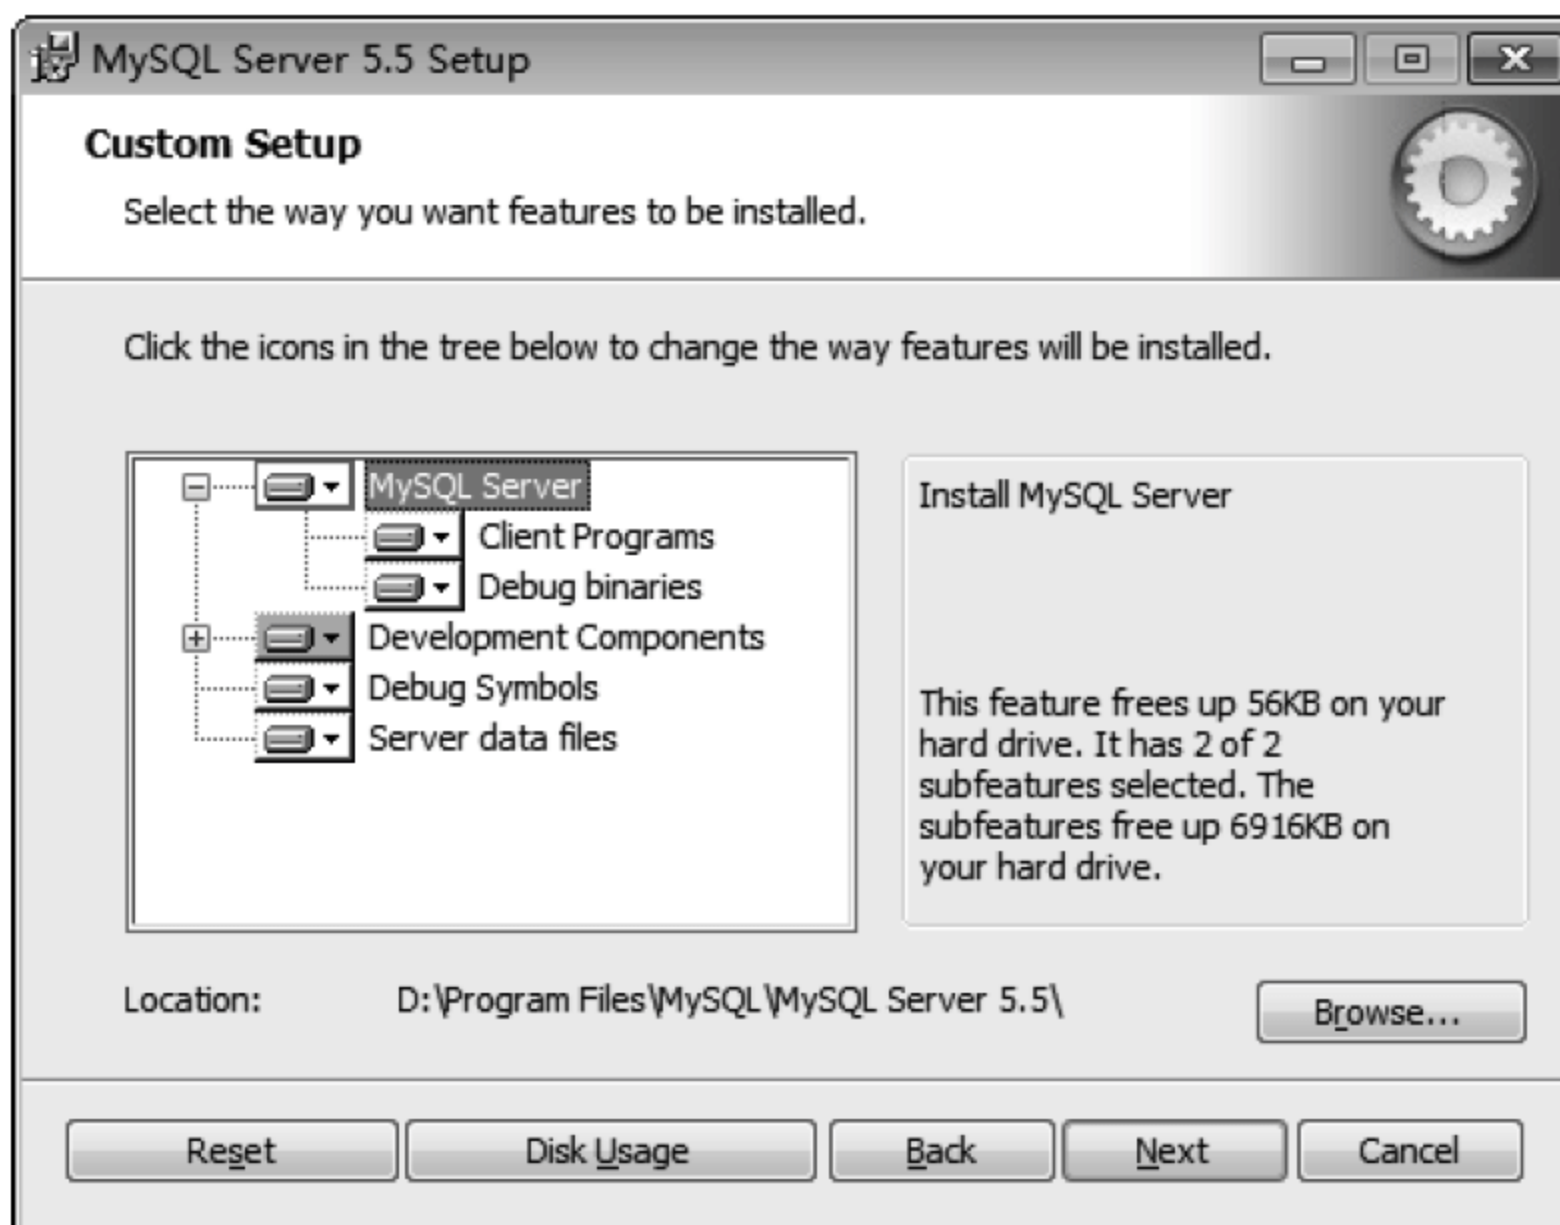 MySQL Server 5.5 Setup
Custom Setup
Select the way you want features to be installed.
Click the icons in the tree below to change the way features will be installed.
MySQL Server
Client Programs
Debug binaries
Development Components
Debug Symbols
Server data files
Install MySQL Server
This feature frees up 56KB on your
hard drive. It has 2 of 2
subfeatures selected. The
subfeatures free up 6916KB on
your hard drive.
Location: D:\Program Files\MySQL\MySQL Server 5.5\
Browse...
Reset Disk Usage Back Next Cancel